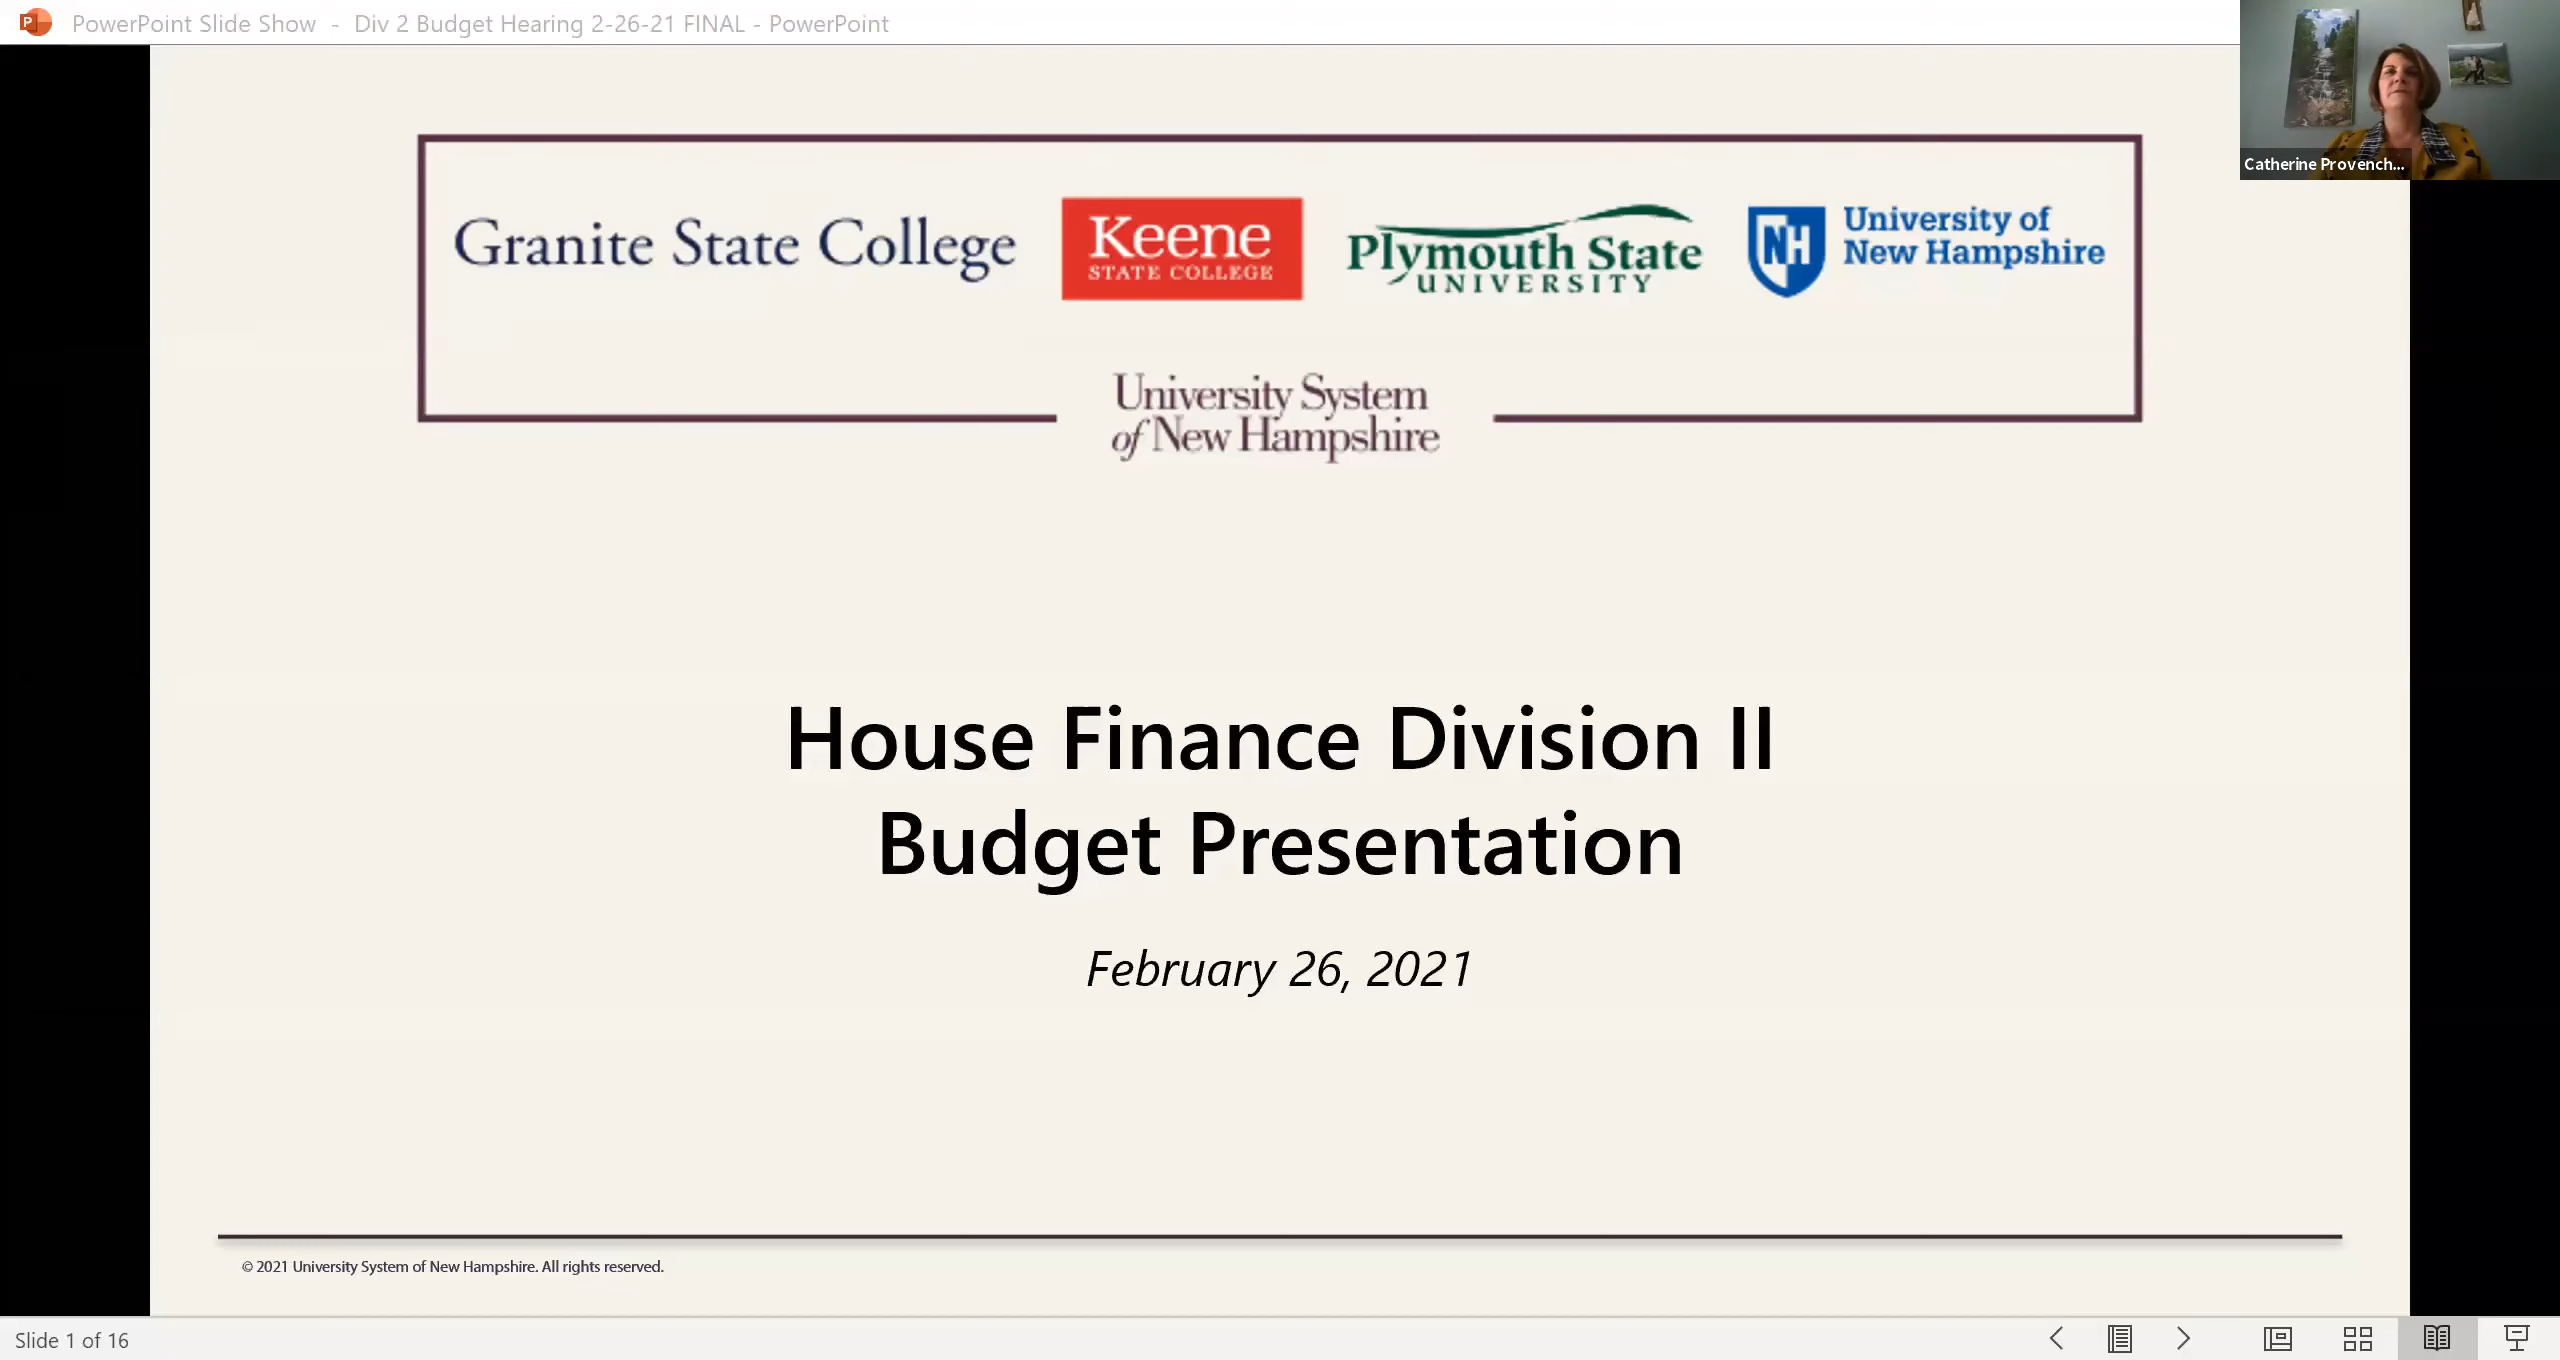 PowerPoint Slide Show - Div 2 Budget Hearing 2-26-21 FINAL - PowerPoint
Catherine Provench...
Granite State College
Keene
STATE COLLEGE
Plymouth State
UNIVERSITY
NH
University of
New Hampshire
University System
of New Hampshire
House Finance Division II
Budget Presentation
February 26, 2021
© 2021 University System of New Hampshire. All rights reserved.
Slide 1 of 16